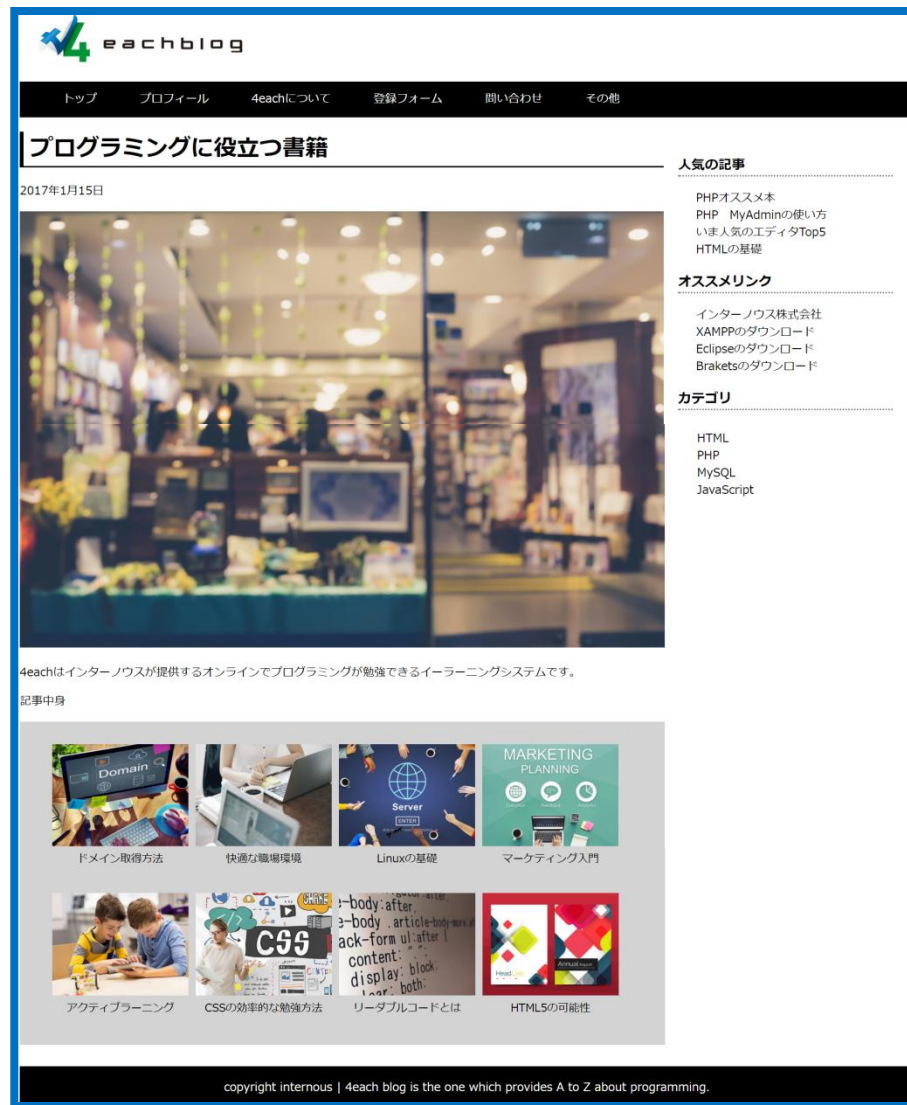 4 eachblog
トップ プロフィール 4eachについて 登録フォーム 問い合わせ その他
プログラミングに役立つ書籍
2017年1月15日
4eachはインターノウスが提供するオンラインでプログラミングが勉強できるイーラーニングシステムです。
記事中身
Domain
Server
ENTER
MARKETING
PLANNING
ドメイン取得方法 快適な職場環境 Linuxの基礎 マーケティング入門
CSS
e-body:after,
e-body .article-body-more
ack-form ul:after {
content: " ";
display: block;
clear: both;
HeadLine
Annual Report
アクティブラーニング CSSの効率的な勉強方法 リーダブルコードとは HTML5の可能性
人気の記事
PHPオススメ本
PHP　MyAdminの使い方
いま人気のエディタTop5
HTMLの基礎
オススメリンク
インターノウス株式会社
XAMPPのダウンロード
Eclipseのダウンロード
Braketsのダウンロード
カテゴリ
HTML
PHP
MySQL
JavaScript
copyright internous | 4each blog is the one which provides A to Z about programming.